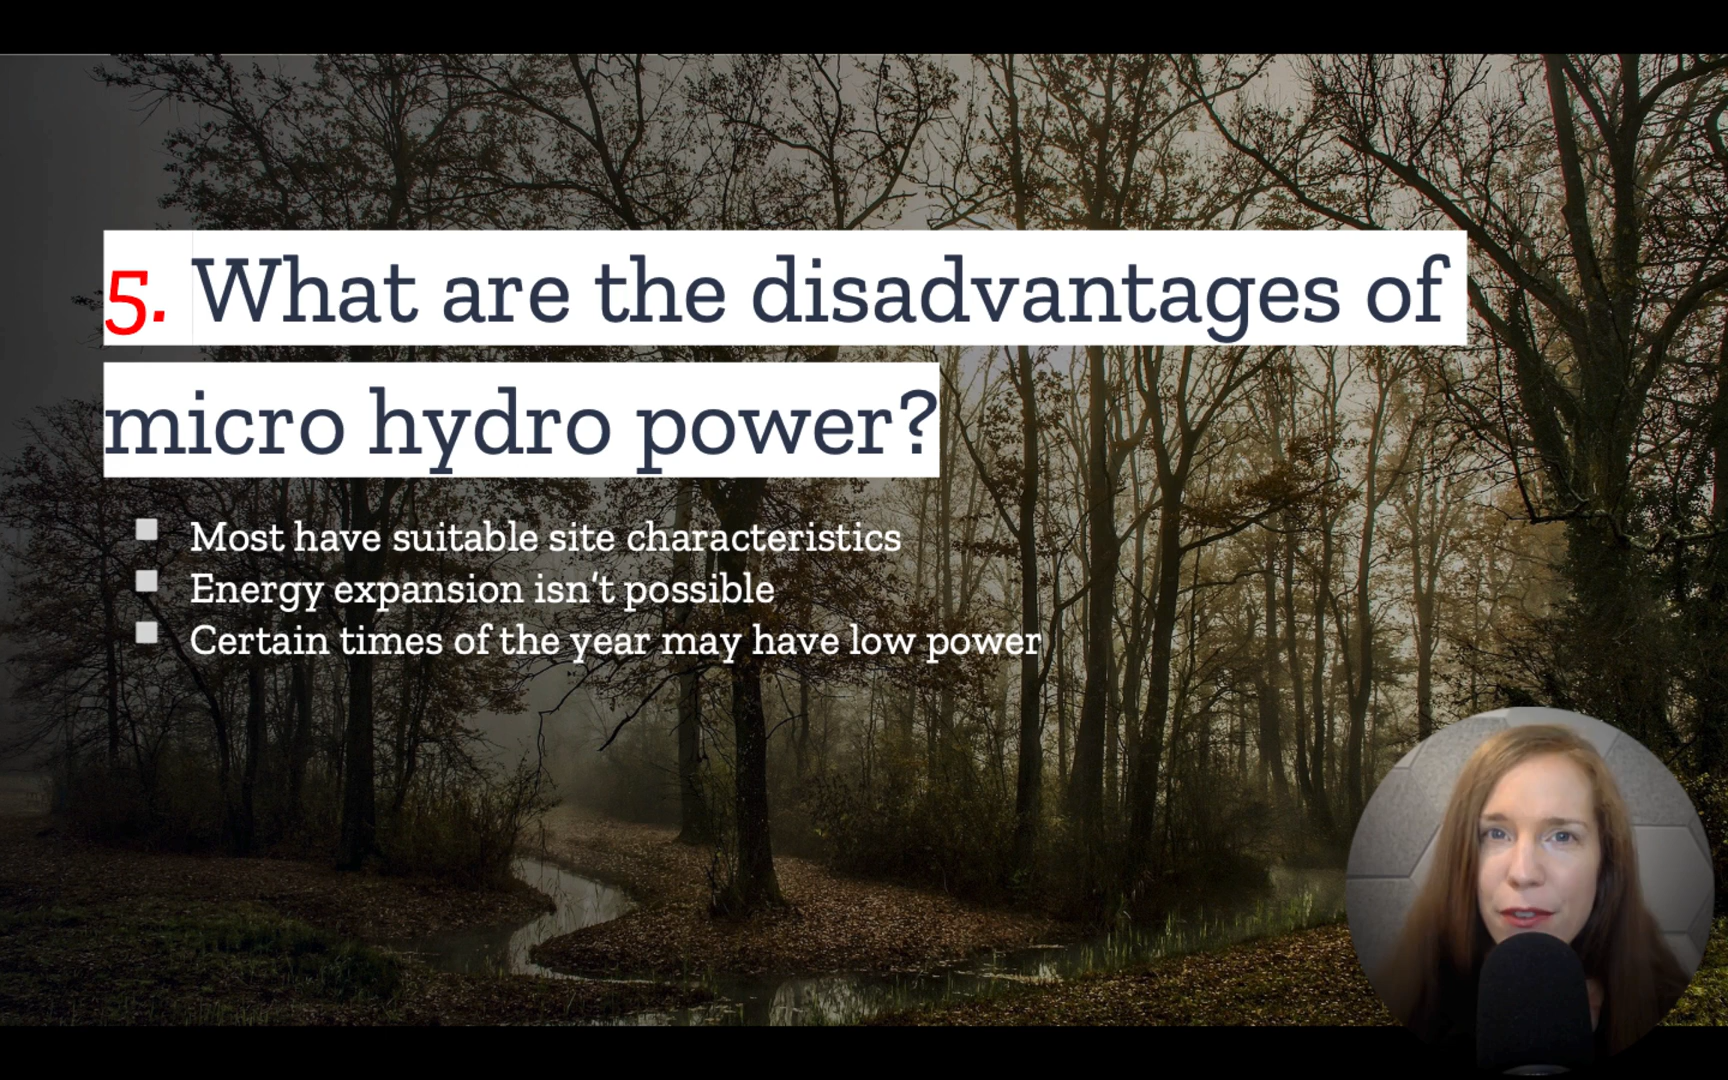 5. What are the disadvantages of
micro hydro power?
Most have suitable site characteristics
Energy expansion isn’t possible
Certain times of the year may have low power